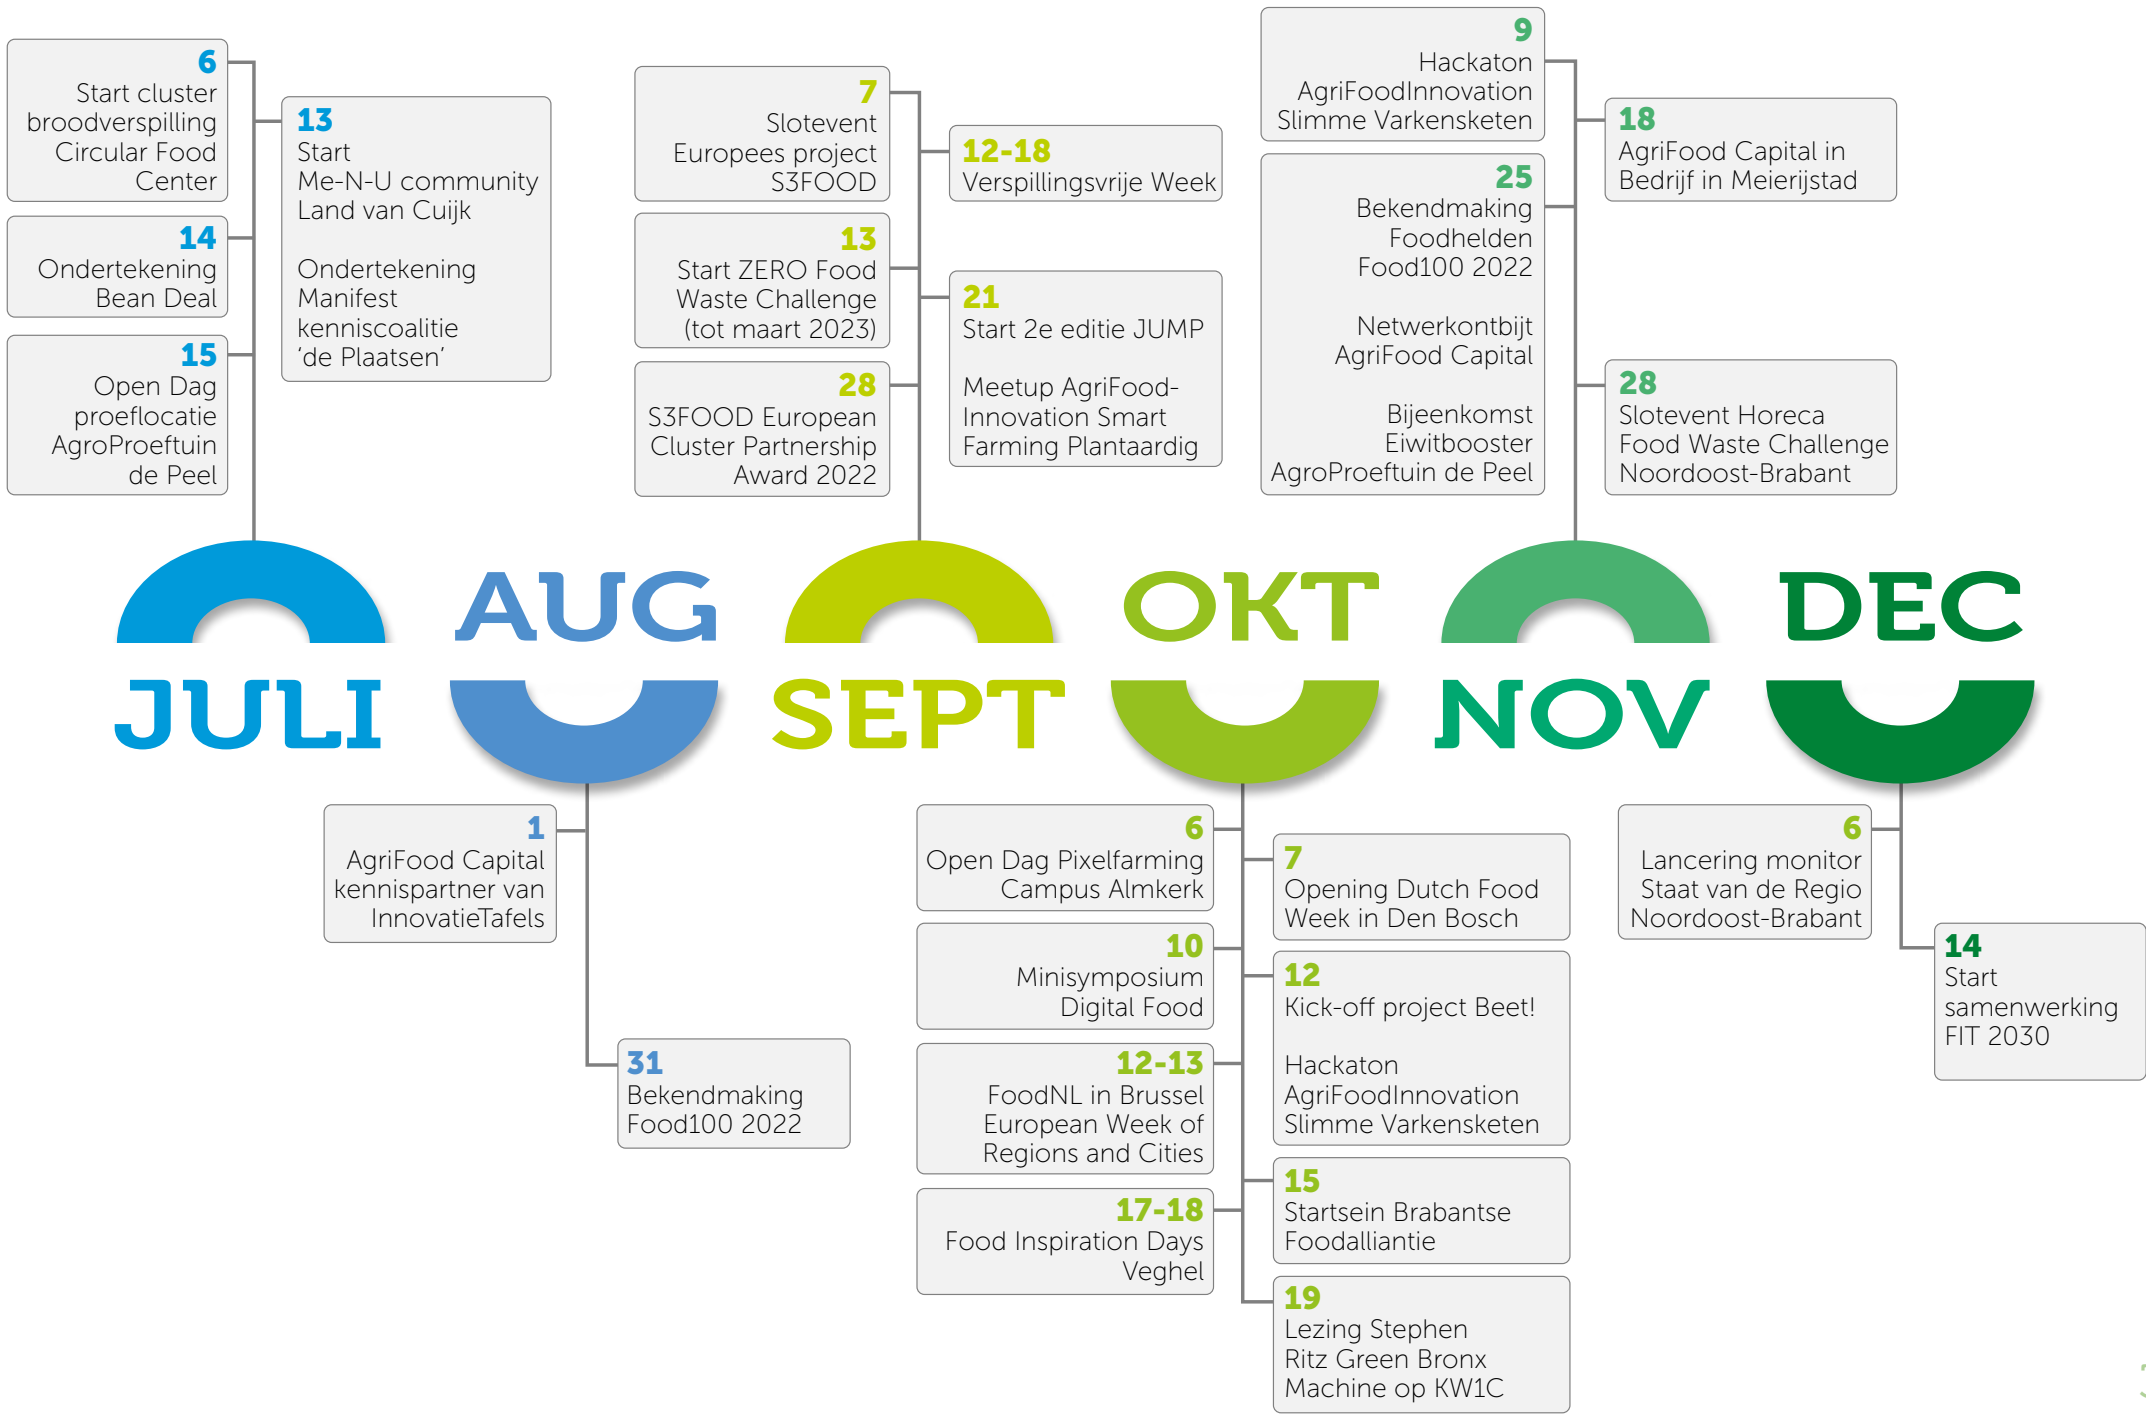 6
Start cluster
broodverspilling
Circular Food
Center
13
Start
Me-N-U community
Land van Cuijk
Ondertekening
Manifest
kenniscoalitie
‘de Plaatsen’
14
Ondertekening
Bean Deal
15
Open Dag
proeflocatie
AgroProeftuin
de Peel
7
Slotevent
Europees project
S3FOOD
12-18
Verspillingsvrije Week
13
Start ZERO Food
Waste Challenge
(tot maart 2023)
21
Start 2e editie JUMP
Meetup AgriFood-
Innovation Smart
Farming Plantaardig
28
S3FOOD European
Cluster Partnership
Award 2022
9
Hackaton
AgriFoodInnovation
Slimme Varkensketen
18
AgriFood Capital in
Bedrijf in Meierijstad
25
Bekendmaking
Foodhelden
Food100 2022
Netwerkontbijt
AgriFood Capital
Bijeenkomst
Eiwitbooster
AgroProeftuin de Peel
28
Slotevent Horeca
Food Waste Challenge
Noordoost-Brabant
JULI
AUG
SEPT
OKT
NOV
DEC
1
AgriFood Capital
kennispartner van
InnovatieTafels
31
Bekendmaking
Food100 2022
6
Open Dag Pixelfarming
Campus Almkerk
7
Opening Dutch Food
Week in Den Bosch
10
Minisymposium
Digital Food
12
Kick-off project Beet!
Hackaton
AgriFoodInnovation
Slimme Varkensketen
12-13
FoodNL in Brussel
European Week of
Regions and Cities
15
Startsein Brabantse
Foodalliantie
17-18
Food Inspiration Days
Veghel
19
Lezing Stephen
Ritz Green Bronx
Machine op KW1C
6
Lancering monitor
Staat van de Regio
Noordoost-Brabant
14
Start
samenwerking
FIT 2030